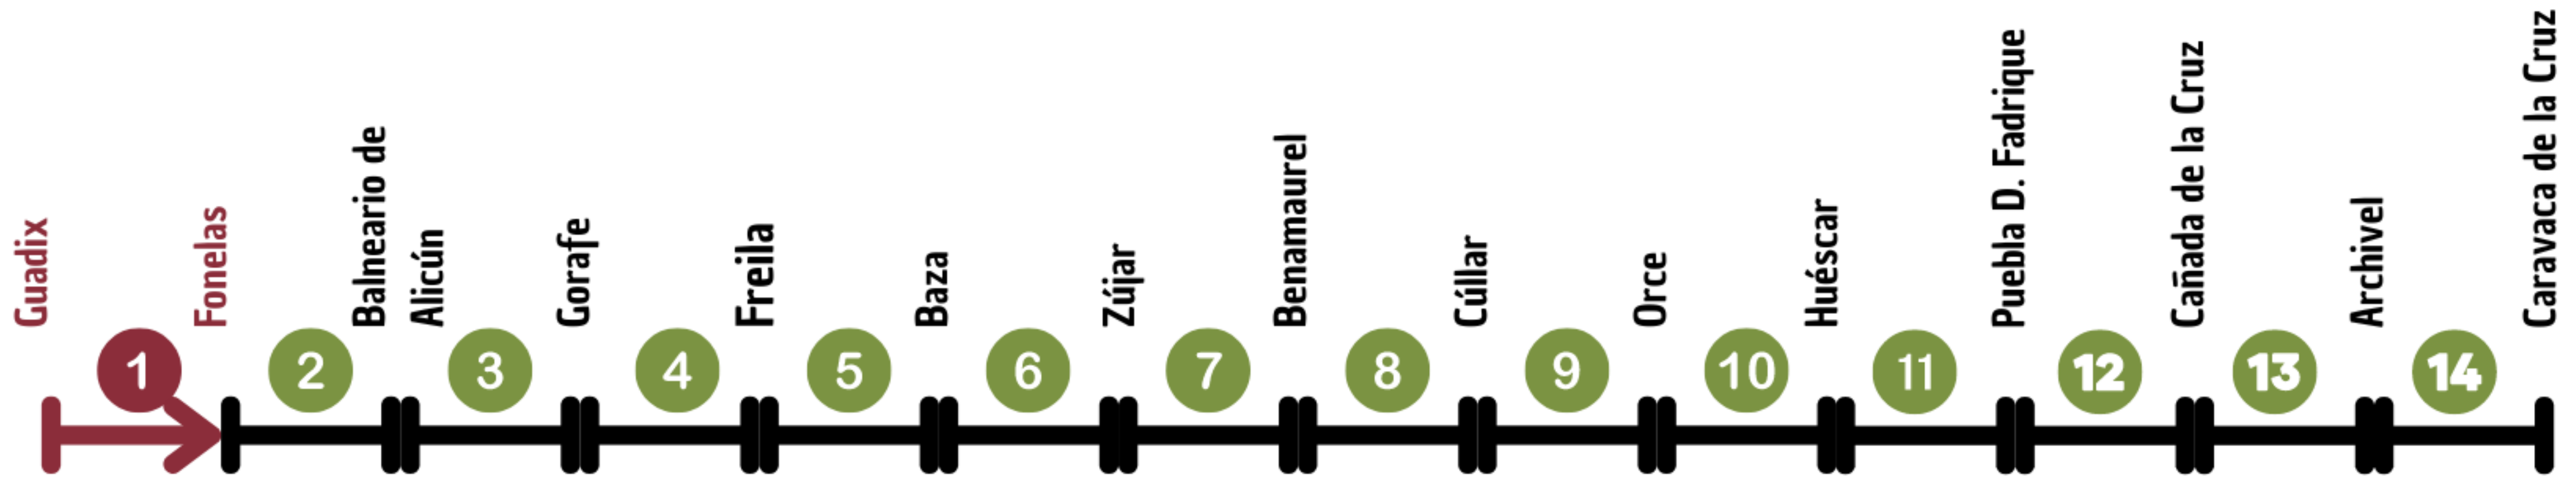 Guadix
Fonelas
Balneario de
Alicún
Gorafe
Freila
Baza
Zújar
Benamaurel
Cúllar
Orce
Huéscar
Puebla D. Fadrique
Cañada de la Cruz
Archivel
Caravaca de la Cruz
1
2
3
4
5
6
7
8
9
10
11
12
13
14